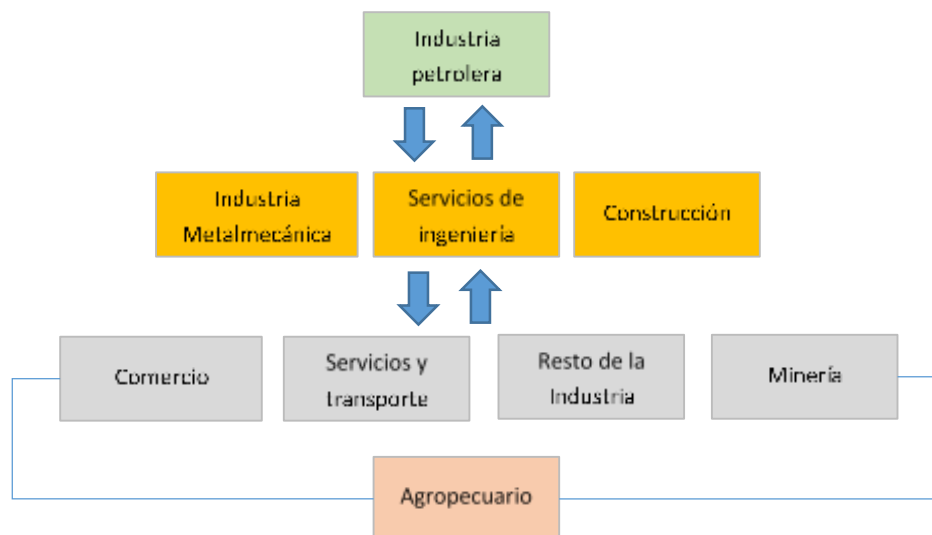 Industria
petrolera
Industria
Metalmecánica
Servicios de
ingeniería
Construcción
Comercio
Servicios y
transporte
Resto de la
Industria
Minería
Agropecuario